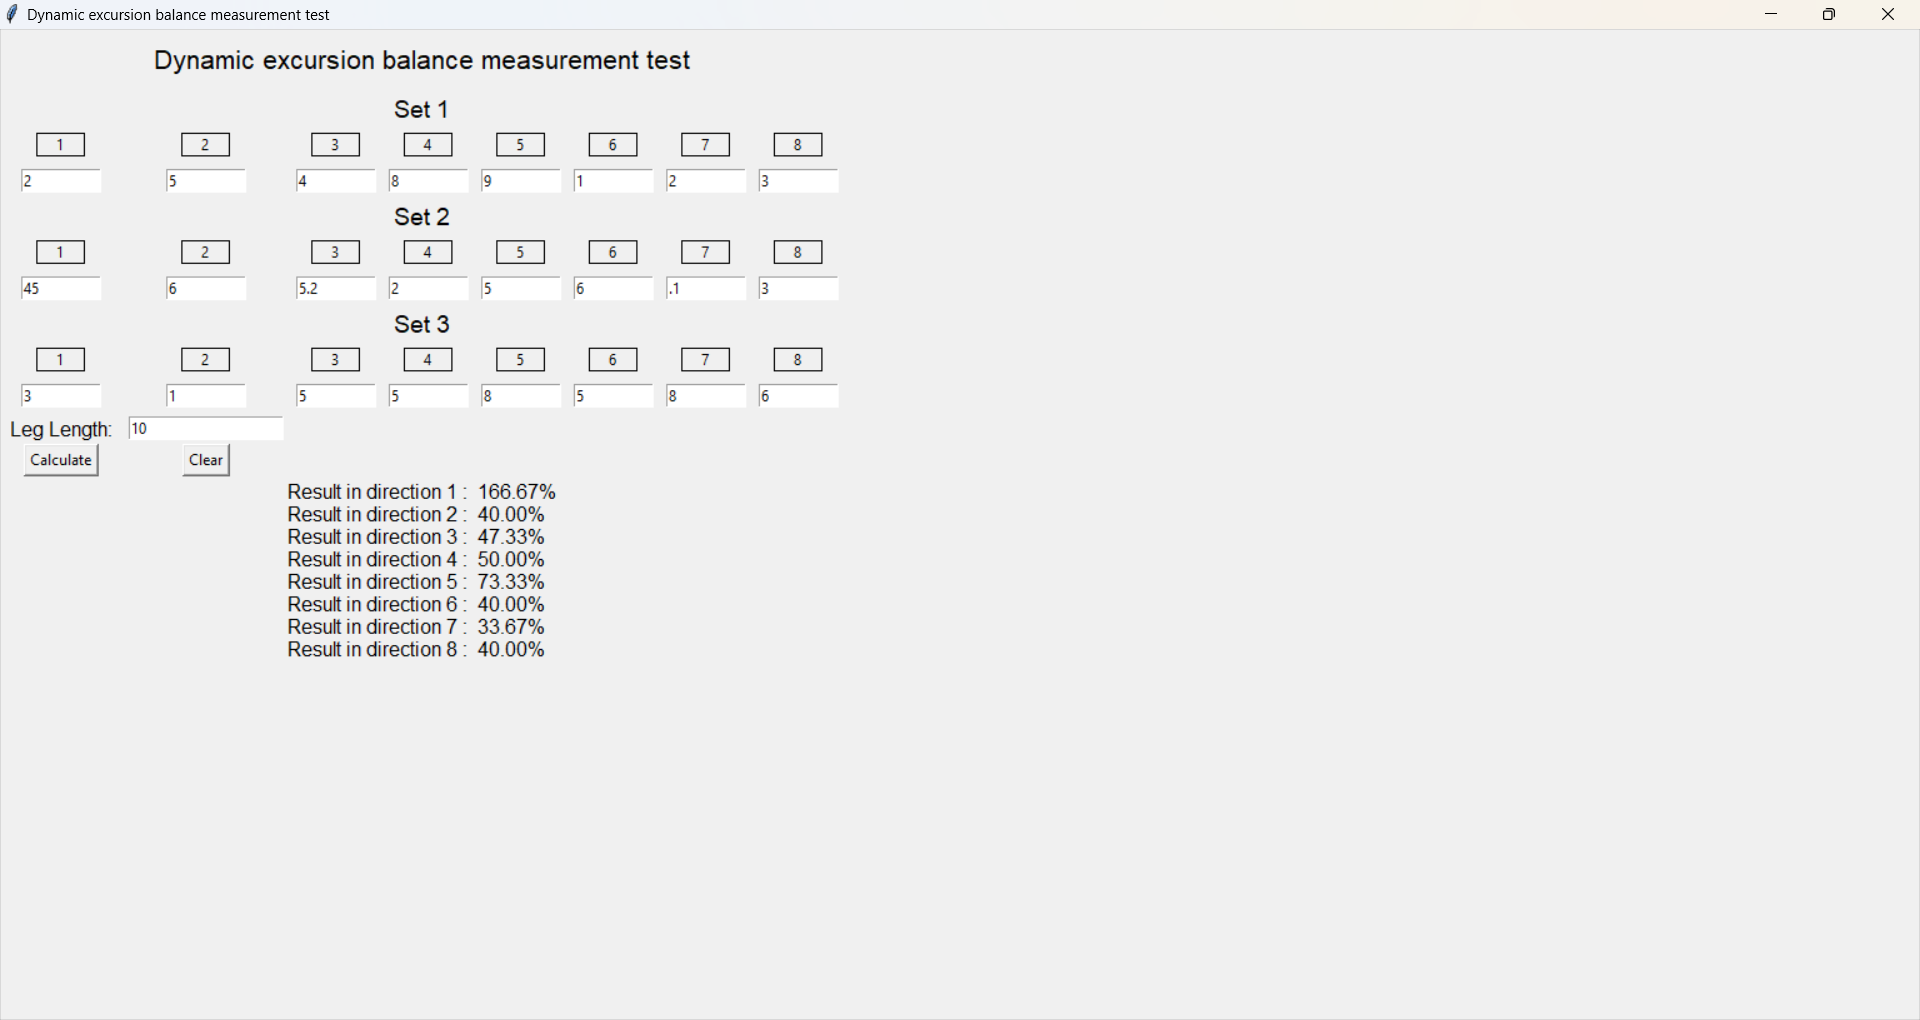 Dynamic excursion balance measurement test
Dynamic excursion balance measurement test
Set 1
1 2 3 4 5 6 7 8
2 5 4 8 9 1 2 3
Set 2
1 2 3 4 5 6 7 8
45 6 5.2 2 5 6 .1 3
Set 3
1 2 3 4 5 6 7 8
3 1 5 5 8 5 8 6
Leg Length: 10
Calculate Clear
Result in direction 1 : 166.67%
Result in direction 2 : 40.00%
Result in direction 3 : 47.33%
Result in direction 4 : 50.00%
Result in direction 5 : 73.33%
Result in direction 6 : 40.00%
Result in direction 7 : 33.67%
Result in direction 8 : 40.00%